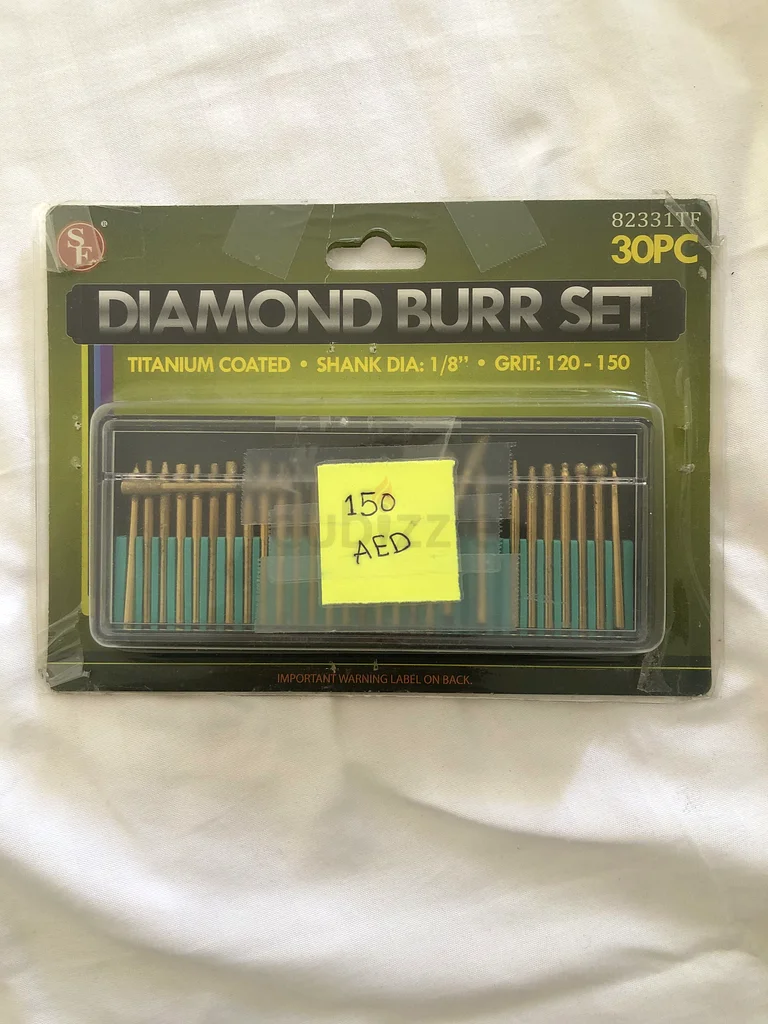 SE®
82331TF
30PC
DIAMOND BURR SET
TITANIUM COATED • SHANK DIA: 1/8” • GRIT: 120 - 150
150
AED
IMPORTANT WARNING LABEL ON BACK.